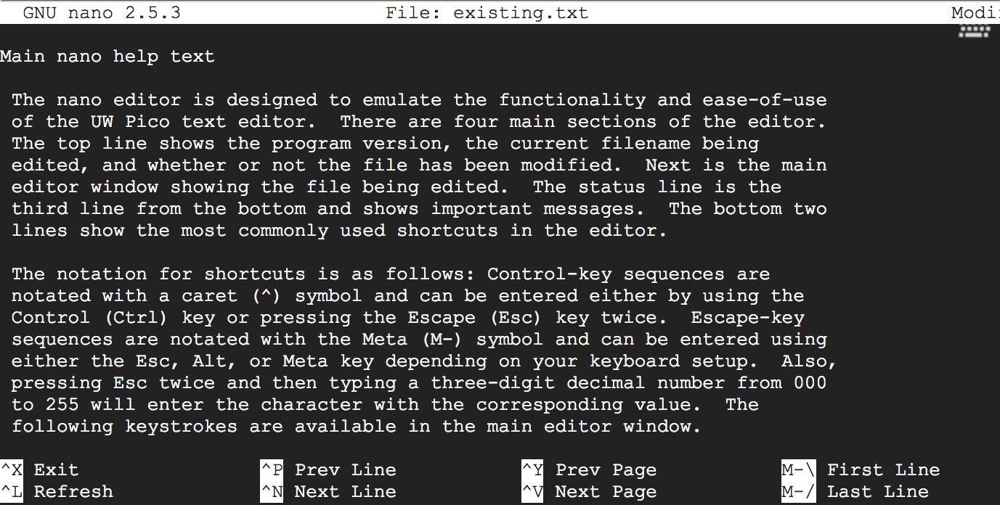 GNU nano 2.5.3 File: existing.txt Modi
Main nano help text
The nano editor is designed to emulate the functionality and ease-of-use
of the UW Pico text editor.  There are four main sections of the editor.
The top line shows the program version, the current filename being
edited, and whether or not the file has been modified.  Next is the main
editor window showing the file being edited.  The status line is the
third line from the bottom and shows important messages.  The bottom two
lines show the most commonly used shortcuts in the editor.
The notation for shortcuts is as follows: Control-key sequences are
notated with a caret (^) symbol and can be entered either by using the
Control (Ctrl) key or pressing the Escape (Esc) key twice.  Escape-key
sequences are notated with the Meta (M-) symbol and can be entered using
either the Esc, Alt, or Meta key depending on your keyboard setup.  Also,
pressing Esc twice and then typing a three-digit decimal number from 000
to 255 will enter the character with the corresponding value.  The
following keystrokes are available in the main editor window.
^X Exit ^P Prev Line ^Y Prev Page M-\ First Line
^L Refresh ^N Next Line ^V Next Page M-/ Last Line